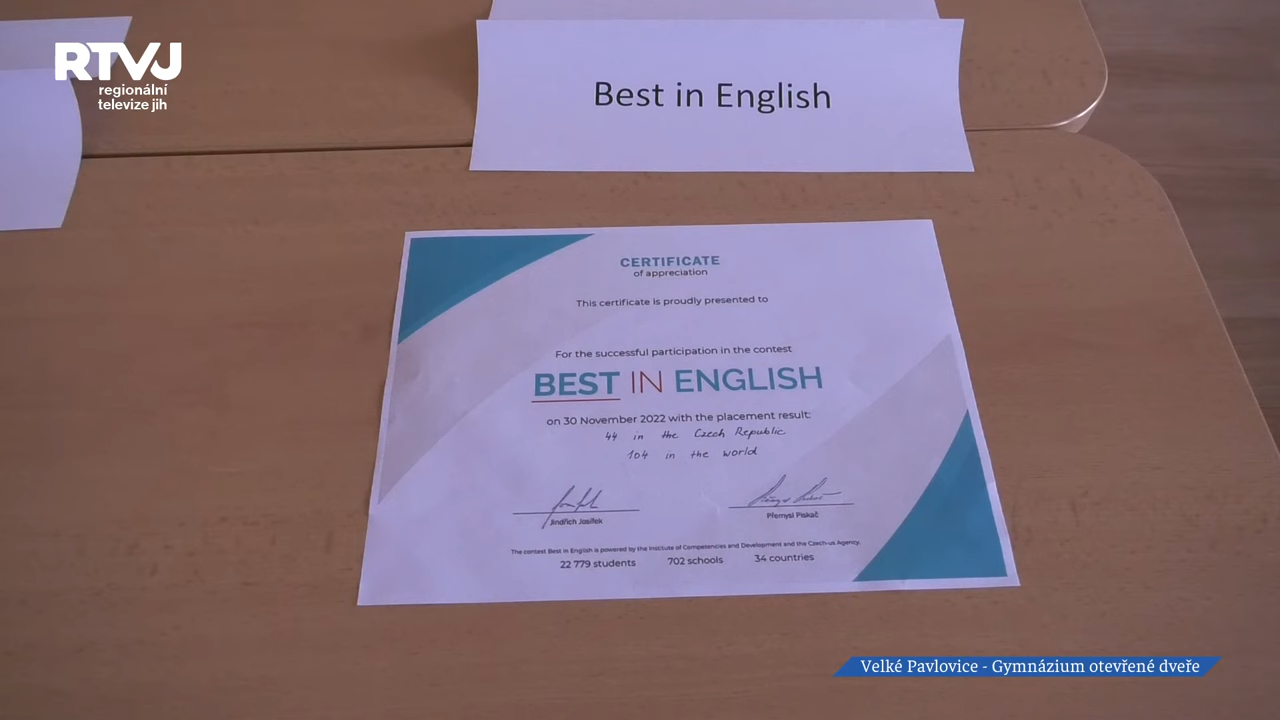 RTVJ
regionální
televize jih
Best in English
CERTIFICATE
of appreciation
This certificate is proudly presented to
For the successful participation in the contest
BEST IN ENGLISH
on 30 November 2022 with the placement result:
44 in the Czech Republic
104 in the world
Jindřich Josífek
Přemysl Piskač
The contest Best in English is powered by the Institute of Competencies and Development and the Czech-us Agency.
22 779 students 702 schools 34 countries
Velké Pavlovice - Gymnázium otevřené dveře